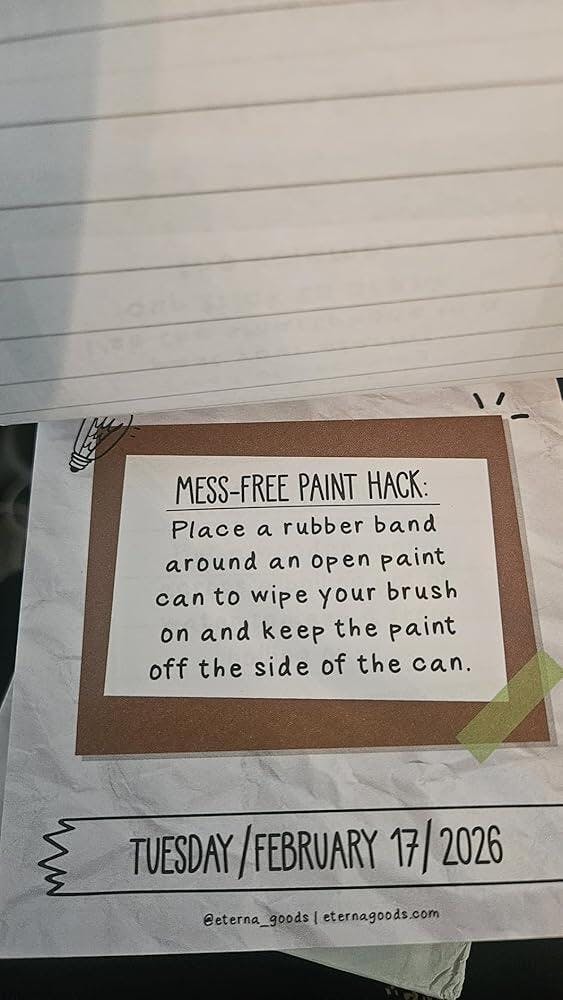 MESS-FREE PAINT HACK:
Place a rubber band
around an open paint
can to wipe your brush
on and keep the paint
off the side of the can.
TUESDAY/FEBRUARY 17/2026
@eterna_goods | eternagoods.com